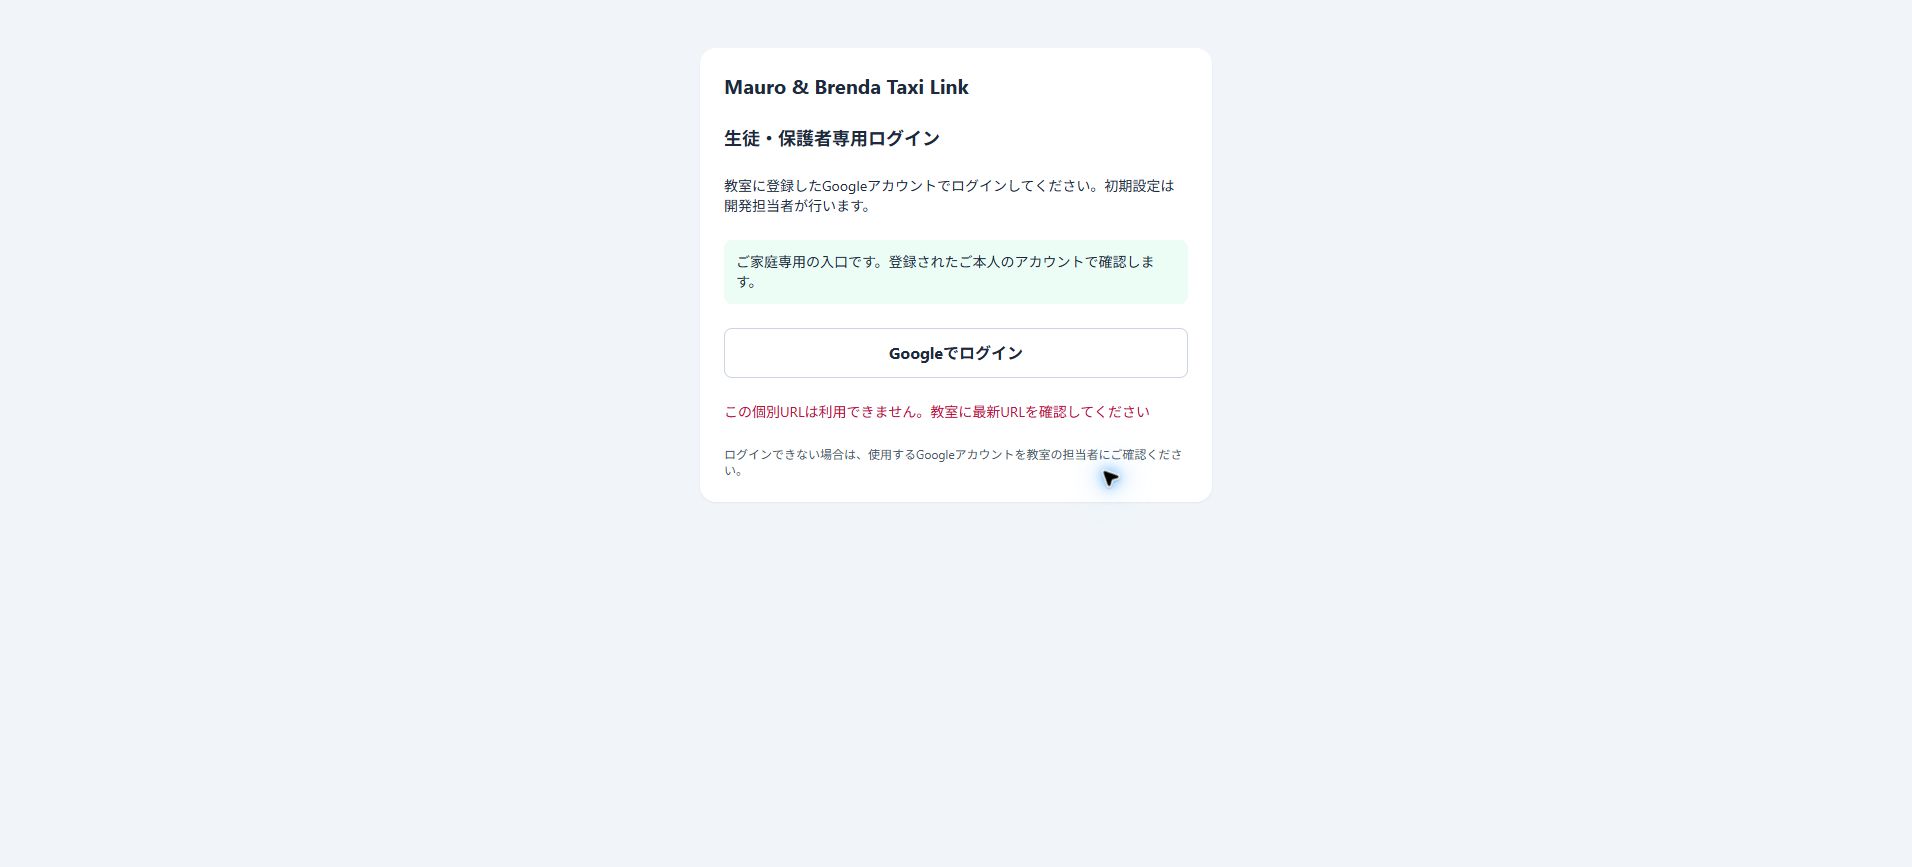 Mauro & Brenda Taxi Link
生徒・保護者専用ログイン
教室に登録したGoogleアカウントでログインしてください。初期設定は
開発担当者が行います。
ご家庭専用の入口です。登録されたご本人のアカウントで確認しま
す。
Googleでログイン
この個別URLは利用できません。教室に最新URLを確認してください
ログインできない場合は、使用するGoogleアカウントを教室の担当者にご確認くださ
い。